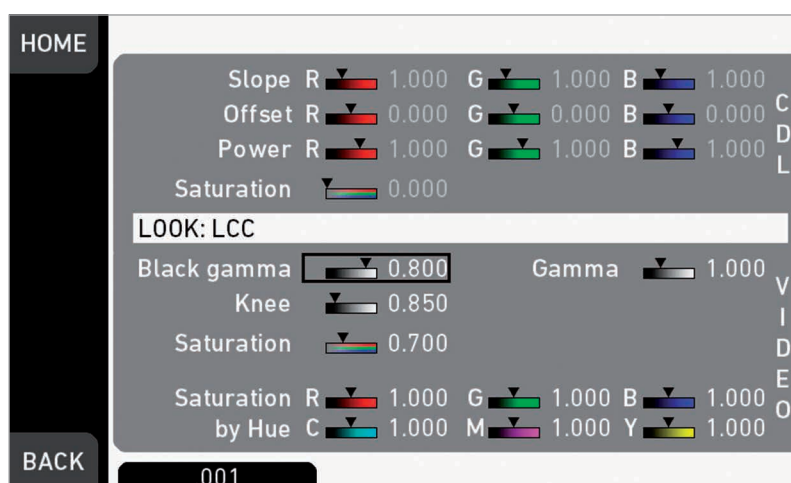 HOME
Slope R 1.000 G 1.000 B 1.000
Offset R 0.000 G 0.000 B 0.000
Power R 1.000 G 1.000 B 1.000
Saturation 0.000
CDL
LOOK: LCC
Black gamma 0.800 Gamma 1.000
Knee 0.850
Saturation 0.700
Saturation R 1.000 G 1.000 B 1.000
by Hue C 1.000 M 1.000 Y 1.000
VIDEO
BACK
001